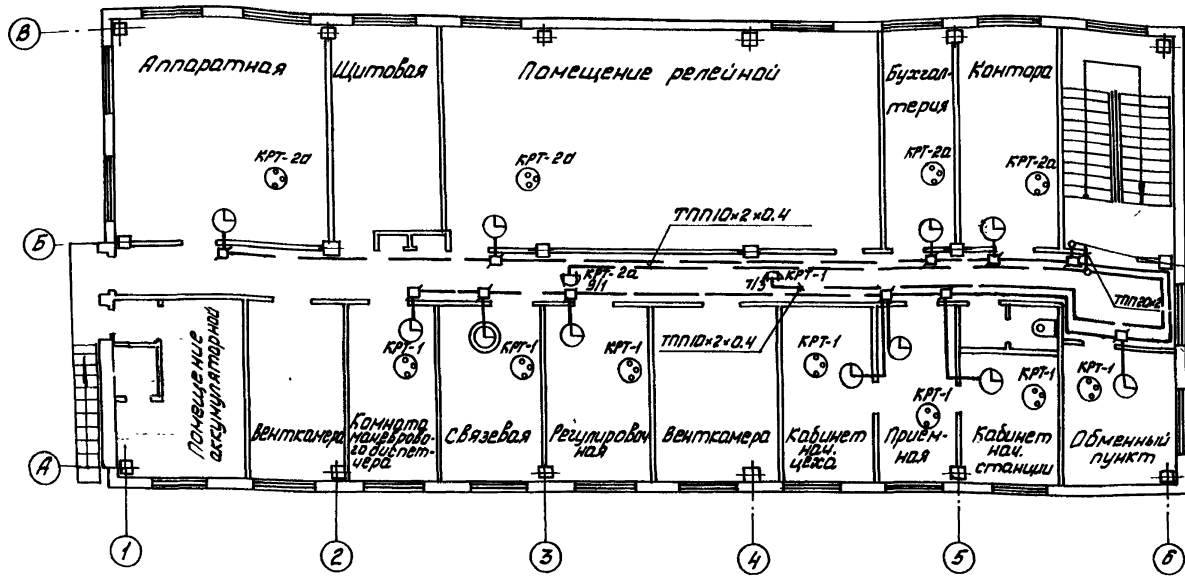 В
Аппаратная
Щитовая
Помещение релейной
Бухгал-
терия
Контора
КРТ-2а
КРТ-2а
КРТ-2а
КРТ-2а
ТПП10×2×0.4
Б
КРТ-2а
9/1
КРТ-1
7/3
ТПП20×2
ТПП10×2×0.4
КРТ-1
КРТ-1
КРТ-1
КРТ-1
КРТ-1
КРТ-1
КРТ-1
Помещение
аккумуляторной
Венткамера
Комната
маневрово-
го диспет-
чера
Связевая
Регулировоч
ная
Венткамера
Кабинет
нач.
цеха
Приём-
ная
Кабинет
нач.
станции
Обменный
пункт
А
1
2
3
4
5
6